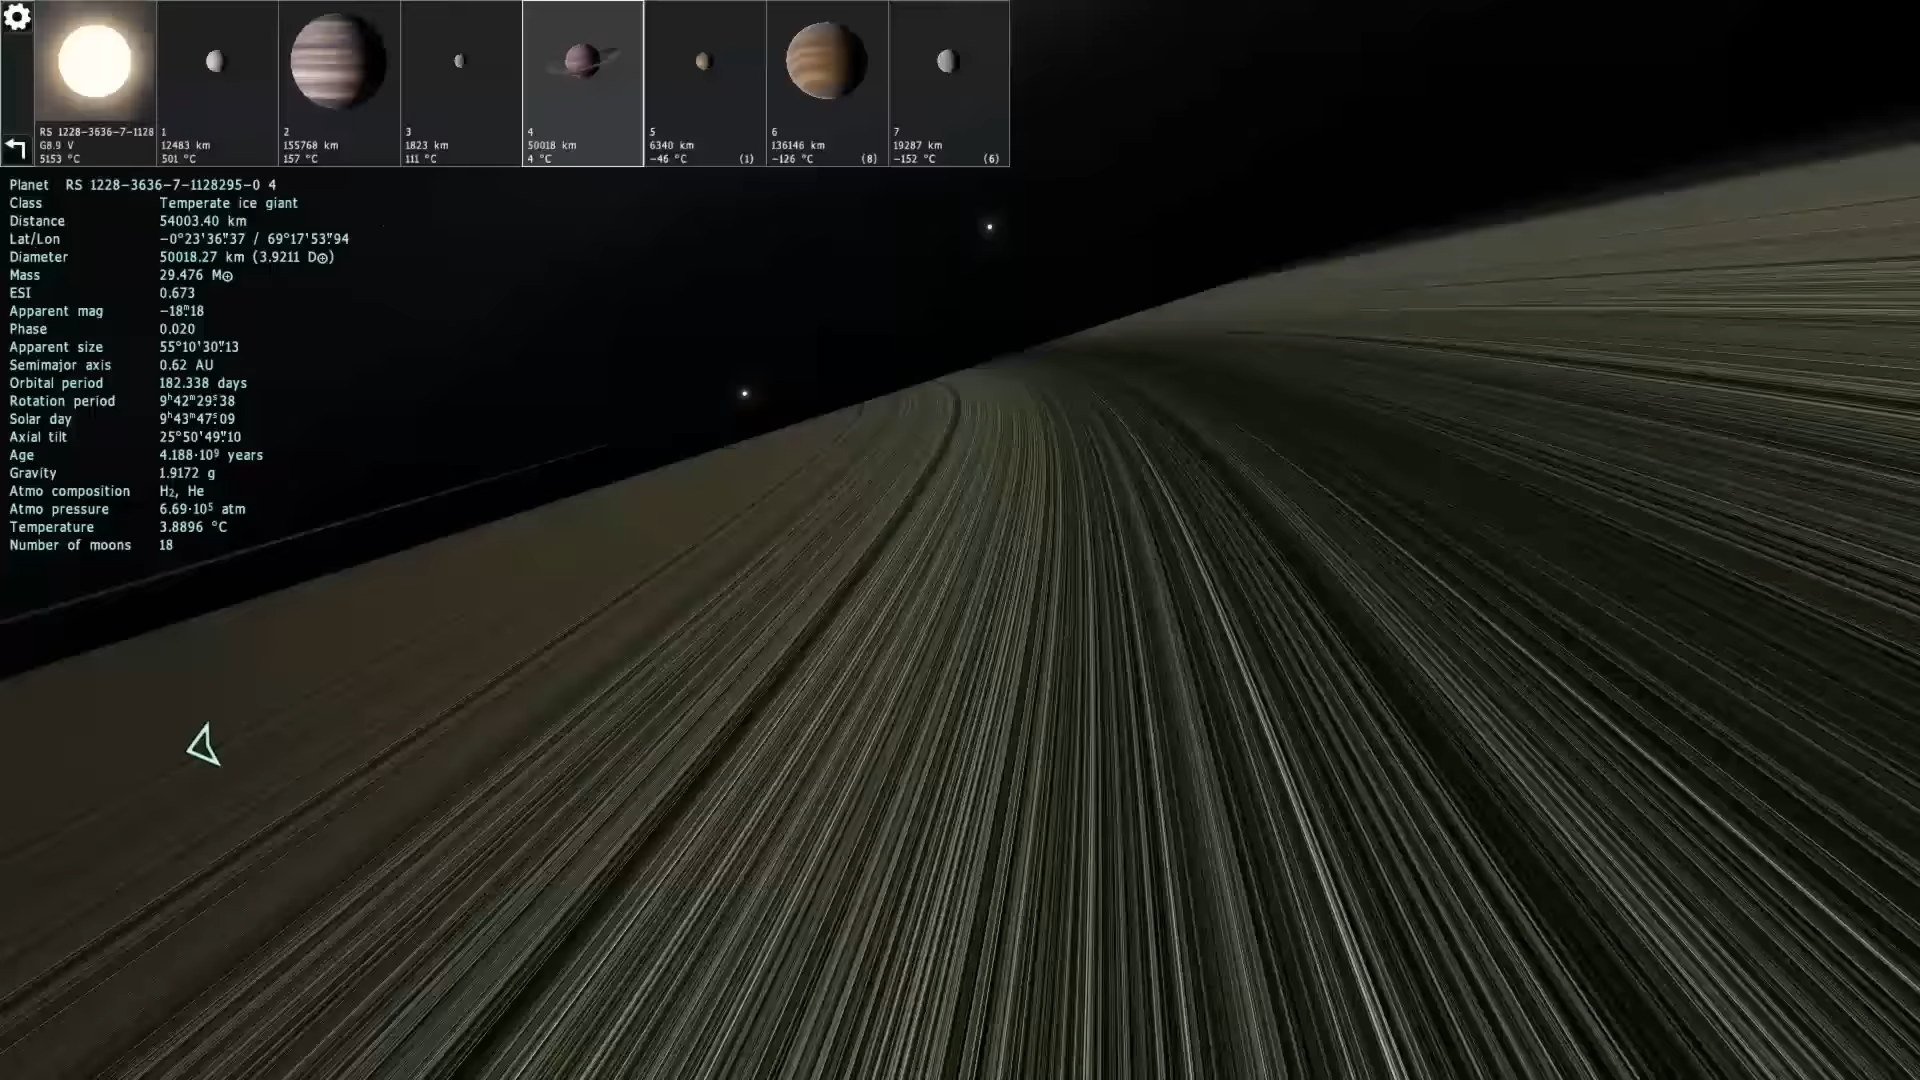 RS 1228-3636-7-1128
G8.9 V
5153 °C
1
12483 km
501 °C
2
155768 km
157 °C
3
1823 km
111 °C
4
50018 km
4 °C
5
6340 km
-46 °C (1)
6
136146 km
-126 °C (8)
7
19287 km
-152 °C (6)
Planet RS 1228-3636-7-1128295-0 4
Class Temperate ice giant
Distance 54003.40 km
Lat/Lon -0°23'36"37 / 69°17'53"94
Diameter 50018.27 km (3.9211 D⊕)
Mass 29.476 M⊕
ESI 0.673
Apparent mag -18ᵐ18
Phase 0.020
Apparent size 55°10'30"13
Semimajor axis 0.62 AU
Orbital period 182.338 days
Rotation period 9ʰ42ᵐ29ˢ38
Solar day 9ʰ43ᵐ47ˢ09
Axial tilt 25°50'49"10
Age 4.188·10⁹ years
Gravity 1.9172 g
Atmo composition H₂, He
Atmo pressure 6.69·10⁵ atm
Temperature 3.8896 °C
Number of moons 18